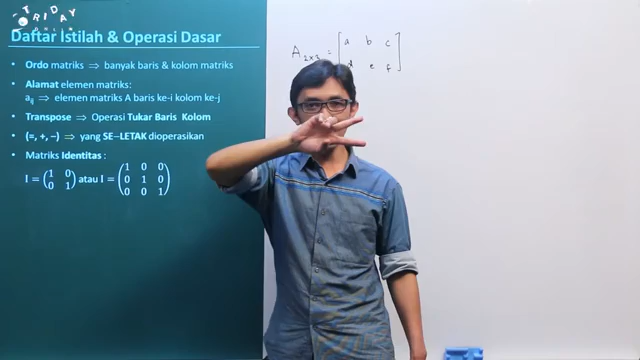 TRIDAY
Daftar Istilah & Operasi Dasar
• Ordo matriks ⇒ banyak baris & kolom matriks
• Alamat elemen matriks:
aᵢⱼ ⇒ elemen matriks A baris ke-i kolom ke-j
• Transpose ⇒ Operasi Tukar Baris Kolom
• (=, +, −) ⇒ yang SE–LETAK dioperasikan
• Matriks Identitas :
I = (1 0; 0 1) atau I = (1 0 0; 0 1 0; 0 0 1)
A₂ₓ₃ = [a b c
d e f]